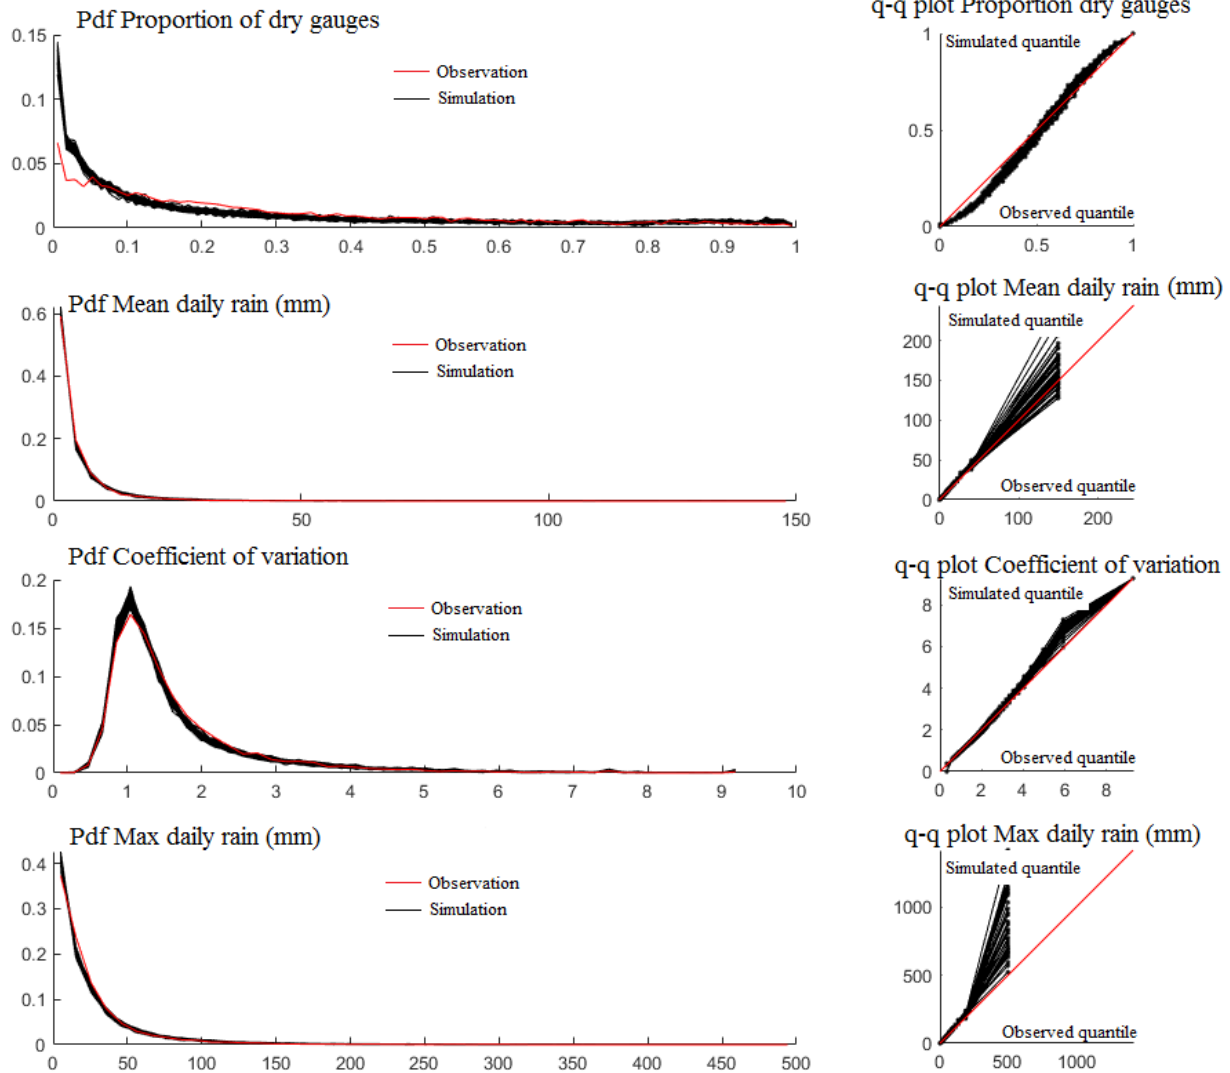 Pdf Proportion of dry gauges
0.15
0.1
0.05
0
Observation
Simulation
0 0.1 0.2 0.3 0.4 0.5 0.6 0.7 0.8 0.9 1
q-q plot Proportion dry gauges
1
0.5
0
Simulated quantile
Observed quantile
0 0.5 1
Pdf Mean daily rain (mm)
0.6
0.4
0.2
0
Observation
Simulation
0 50 100 150
q-q plot Mean daily rain (mm)
200
150
100
50
0
Simulated quantile
Observed quantile
0 100 200
Pdf Coefficient of variation
0.2
0.15
0.1
0.05
0
Observation
Simulation
0 1 2 3 4 5 6 7 8 9 10
q-q plot Coefficient of variation
8
6
4
2
0
Simulated quantile
Observed quantile
0 2 4 6 8
Pdf Max daily rain (mm)
0.4
0.3
0.2
0.1
0
Observation
Simulation
0 50 100 150 200 250 300 350 400 450 500
q-q plot Max daily rain (mm)
1000
500
0
Simulated quantile
Observed quantile
0 500 1000